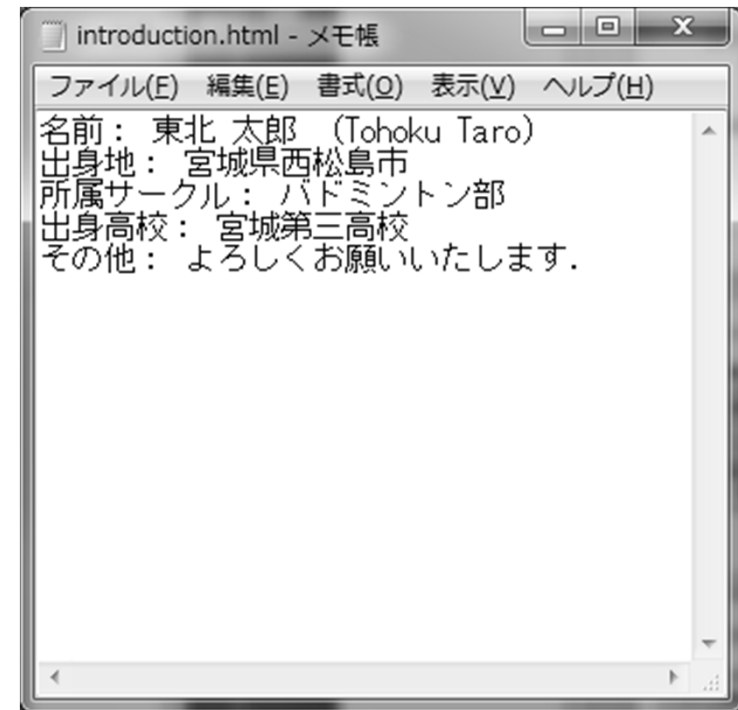 introduction.html - メモ帳
ファイル(F) 編集(E) 書式(O) 表示(V) ヘルプ(H)
名前： 東北 太郎 （Tohoku Taro）
出身地： 宮城県西松島市
所属サークル： バドミントン部
出身高校： 宮城第三高校
その他： よろしくお願いいたします．